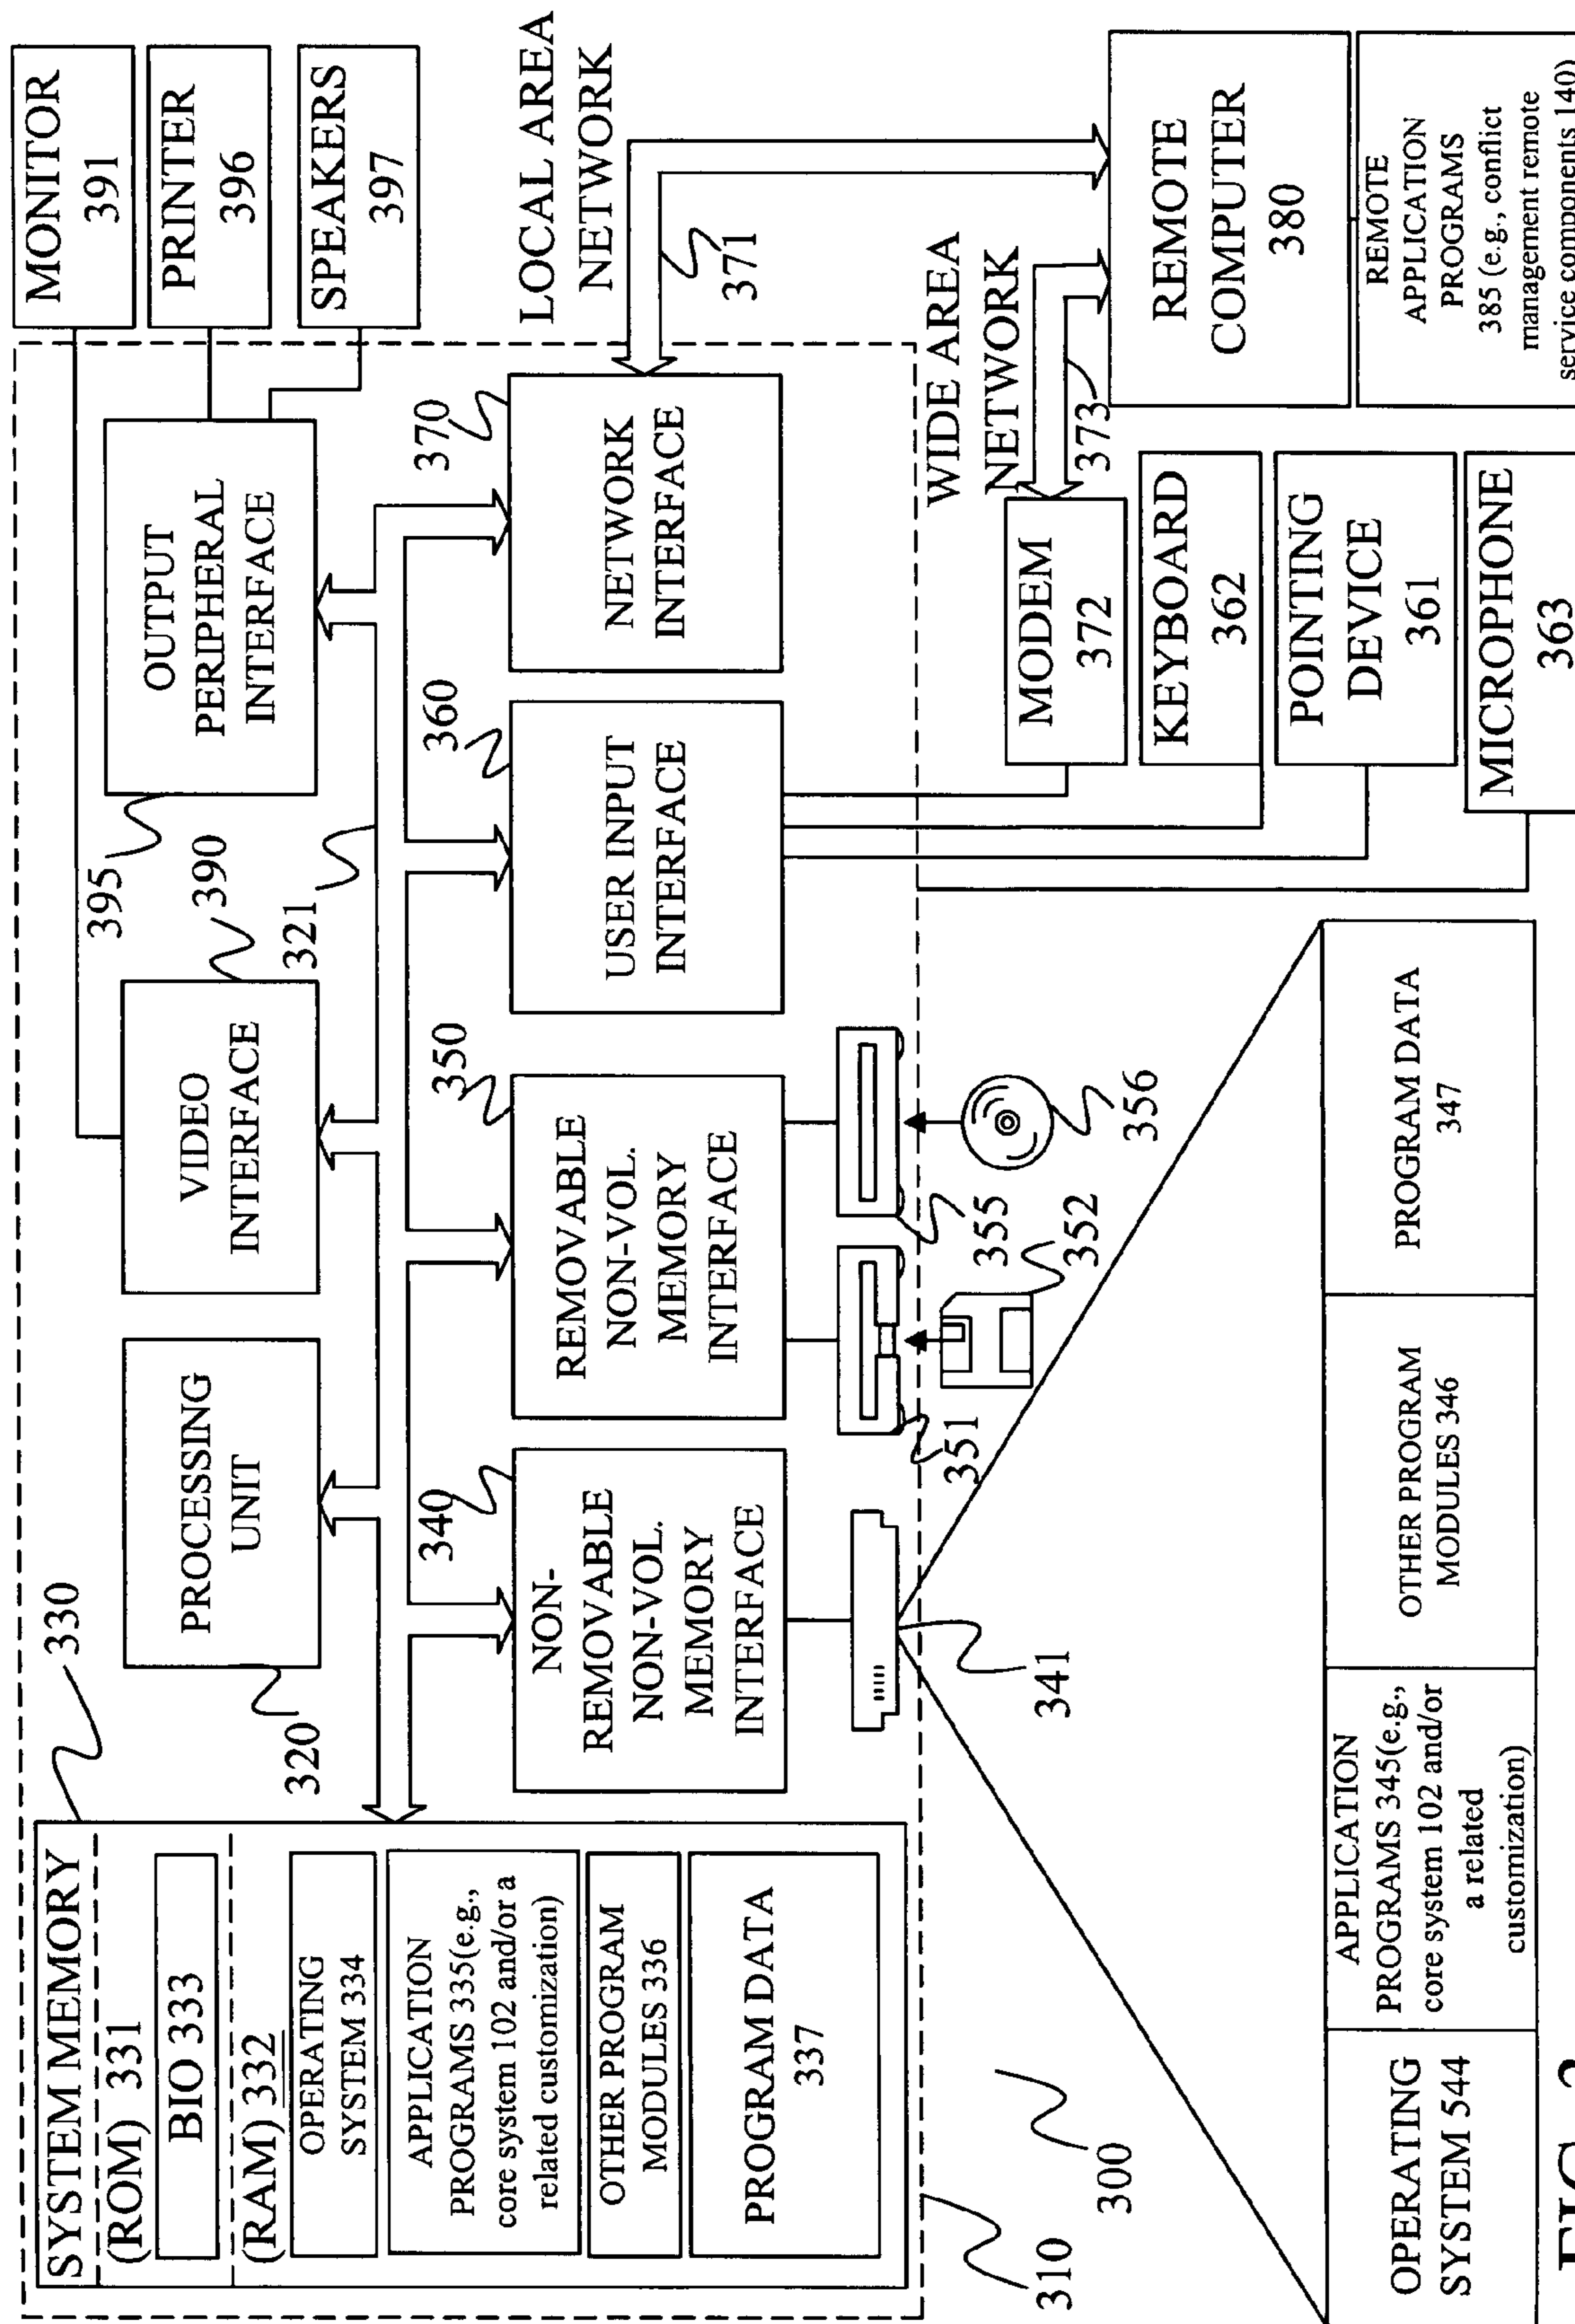 SYSTEM MEMORY
(ROM) 331
BIO 333
(RAM) 332
OPERATING
SYSTEM 334
APPLICATION
PROGRAMS 335(e.g.,
core system 102 and/or a
related customization)
OTHER PROGRAM
MODULES 336
PROGRAM DATA
337
330
320
PROCESSING
UNIT
VIDEO
INTERFACE
390
321
395
OUTPUT
PERIPHERAL
INTERFACE
MONITOR
391
PRINTER
396
SPEAKERS
397
340
NON-
REMOVABLE
NON-VOL.
MEMORY
INTERFACE
350
REMOVABLE
NON-VOL.
MEMORY
INTERFACE
360
USER INPUT
INTERFACE
370
NETWORK
INTERFACE
LOCAL AREA
NETWORK
371
WIDE AREA
NETWORK
373
341
351
355
352
356
MODEM
372
KEYBOARD
362
POINTING
DEVICE
361
MICROPHONE
363
REMOTE
COMPUTER
380
REMOTE
APPLICATION
PROGRAMS
385 (e.g., conflict
management remote
service components 140)
310
300
OPERATING
SYSTEM 544
APPLICATION
PROGRAMS 345(e.g.,
core system 102 and/or
a related
customization)
OTHER PROGRAM
MODULES 346
PROGRAM DATA
347
FIG.